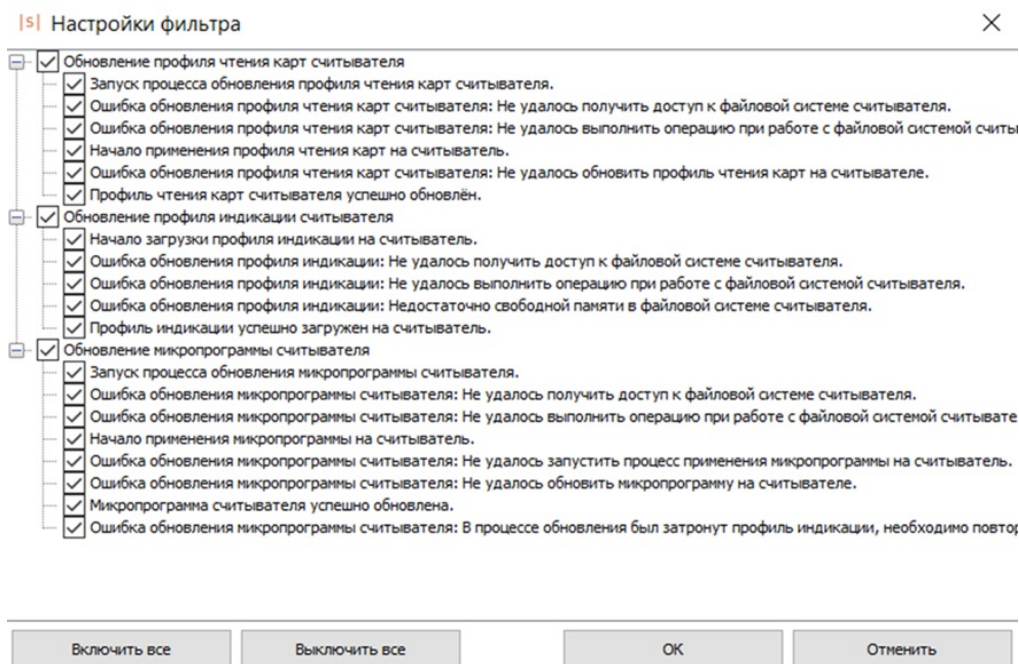 |s| Настройки фильтра
Обновление профиля чтения карт считывателя
Запуск процесса обновления профиля чтения карт считывателя.
Ошибка обновления профиля чтения карт считывателя: Не удалось получить доступ к файловой системе считывателя.
Ошибка обновления профиля чтения карт считывателя: Не удалось выполнить операцию при работе с файловой системой считы
Начало применения профиля чтения карт на считыватель.
Ошибка обновления профиля чтения карт считывателя: Не удалось обновить профиль чтения карт на считывателе.
Профиль чтения карт считывателя успешно обновлён.
Обновление профиля индикации считывателя
Начало загрузки профиля индикации на считыватель.
Ошибка обновления профиля индикации: Не удалось получить доступ к файловой системе считывателя.
Ошибка обновления профиля индикации: Не удалось выполнить операцию при работе с файловой системой считывателя.
Ошибка обновления профиля индикации: Недостаточно свободной памяти в файловой системе считывателя.
Профиль индикации успешно загружен на считыватель.
Обновление микропрограммы считывателя
Запуск процесса обновления микропрограммы считывателя.
Ошибка обновления микропрограммы считывателя: Не удалось получить доступ к файловой системе считывателя.
Ошибка обновления микропрограммы считывателя: Не удалось выполнить операцию при работе с файловой системой считывате
Начало применения микропрограммы на считыватель.
Ошибка обновления микропрограммы считывателя: Не удалось запустить процесс применения микропрограммы на считыватель.
Ошибка обновления микропрограммы считывателя: Не удалось обновить микропрограмму на считывателе.
Микропрограмма считывателя успешно обновлена.
Ошибка обновления микропрограммы считывателя: В процессе обновления был затронут профиль индикации, необходимо повтор
Включить все Выключить все ОК Отменить